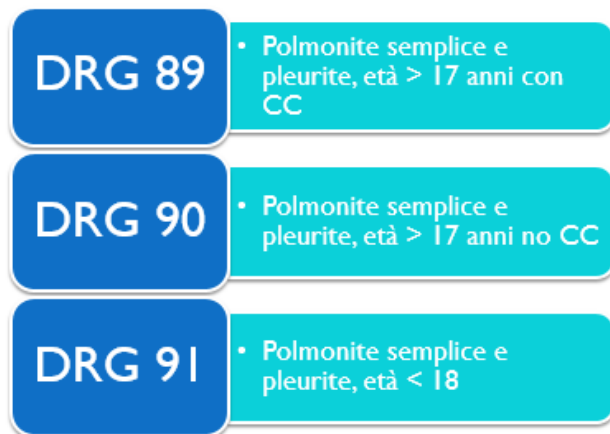 DRG 89
• Polmonite semplice e
pleurite, età > 17 anni con
CC
DRG 90
• Polmonite semplice e
pleurite, età > 17 anni no CC
DRG 91
• Polmonite semplice e
pleurite, età < 18